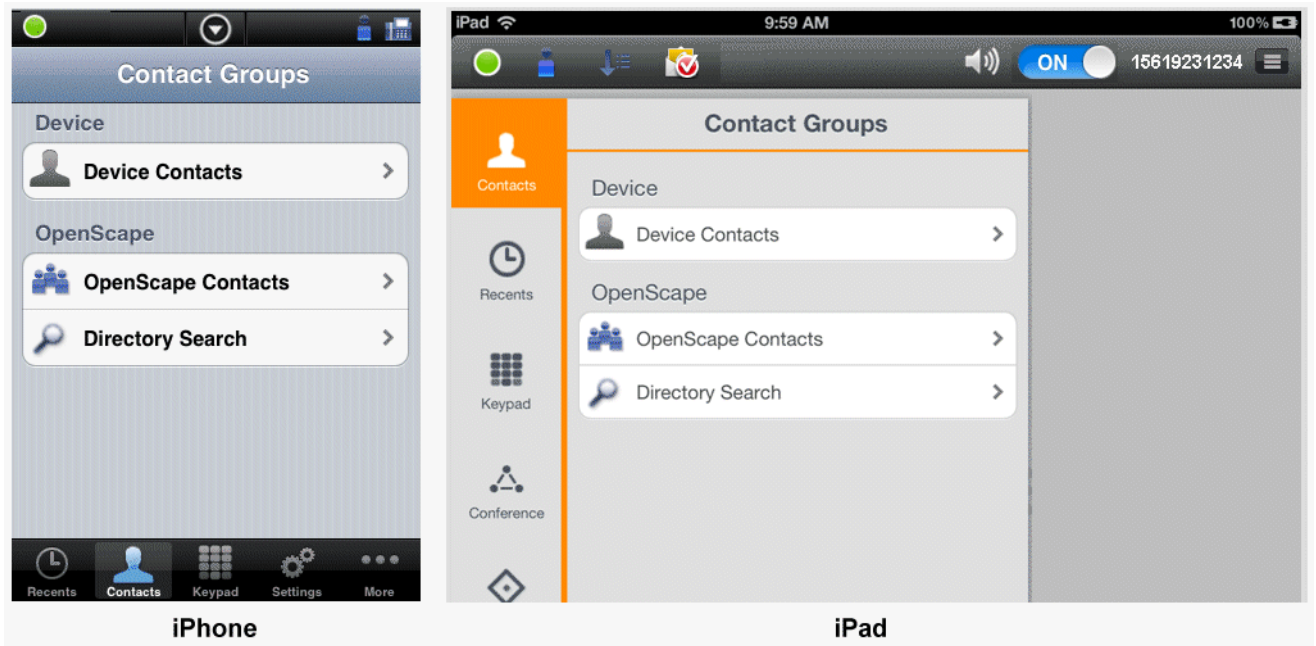 Contact Groups
Device
Device Contacts
OpenScape
OpenScape Contacts
Directory Search
Recents Contacts Keypad Settings More
iPhone
iPad 9:59 AM 100%
ON 15619231234
Contacts
Recents
Keypad
Conference
Contact Groups
Device
Device Contacts
OpenScape
OpenScape Contacts
Directory Search
iPad